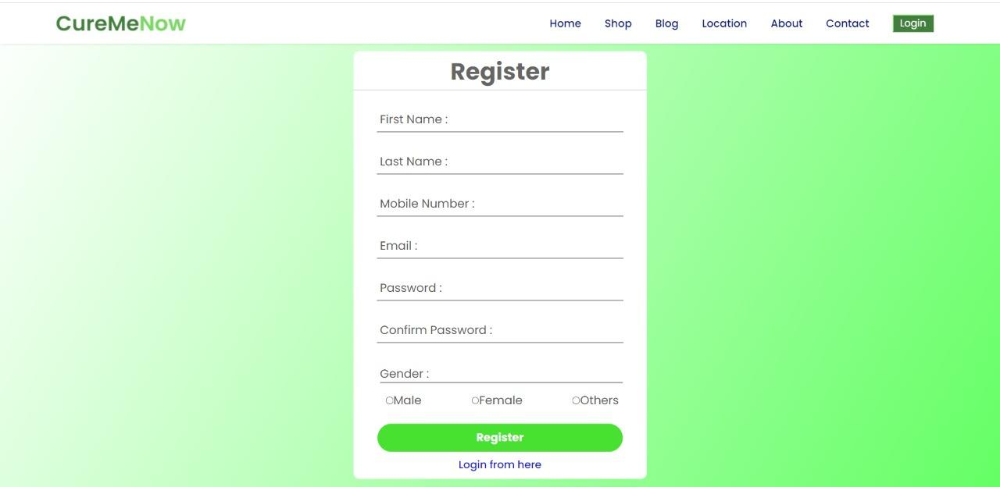 CureMeNow Home Shop Blog Location About Contact Login
Register
First Name :
Last Name :
Mobile Number :
Email :
Password :
Confirm Password :
Gender :
Male Female Others
Register
Login from here